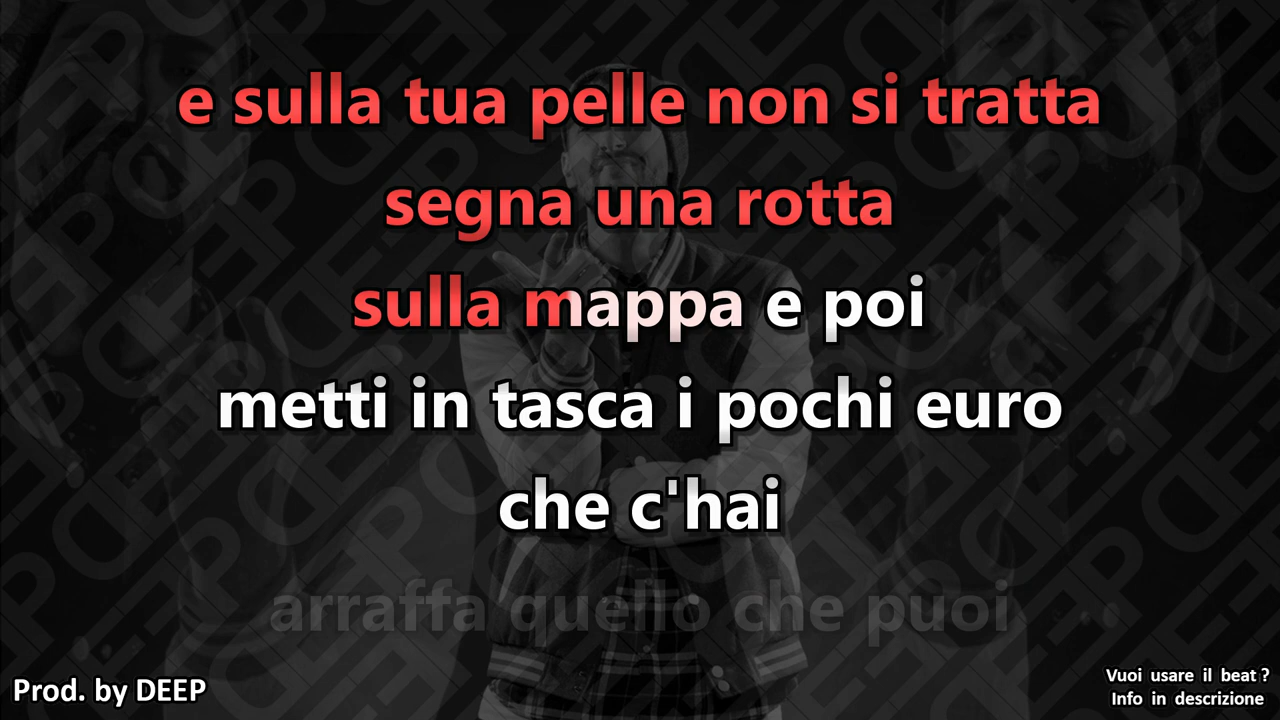 e sulla tua pelle non si tratta
segna una rotta
sulla mappa e poi
metti in tasca i pochi euro
che c'hai
arraffa quello che puoi
Prod. by DEEP
Vuoi usare il beat ?
Info in descrizione